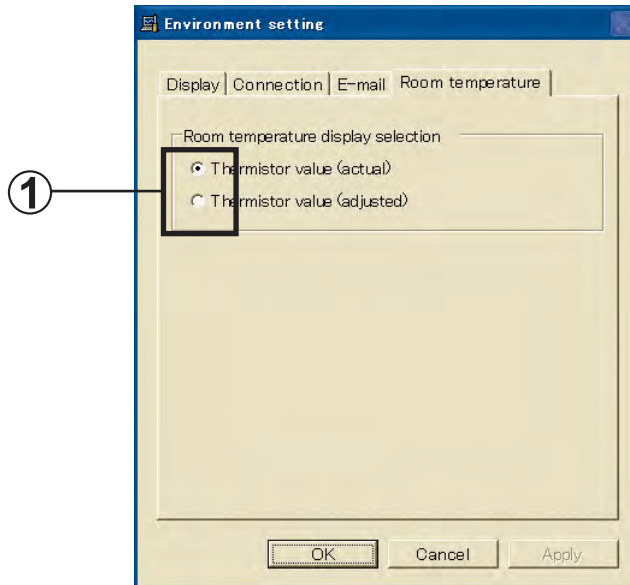 Environment setting
Display Connection E-mail Room temperature
Room temperature display selection
Thermistor value (actual)
① 
Thermistor value (adjusted)
OK Cancel Apply